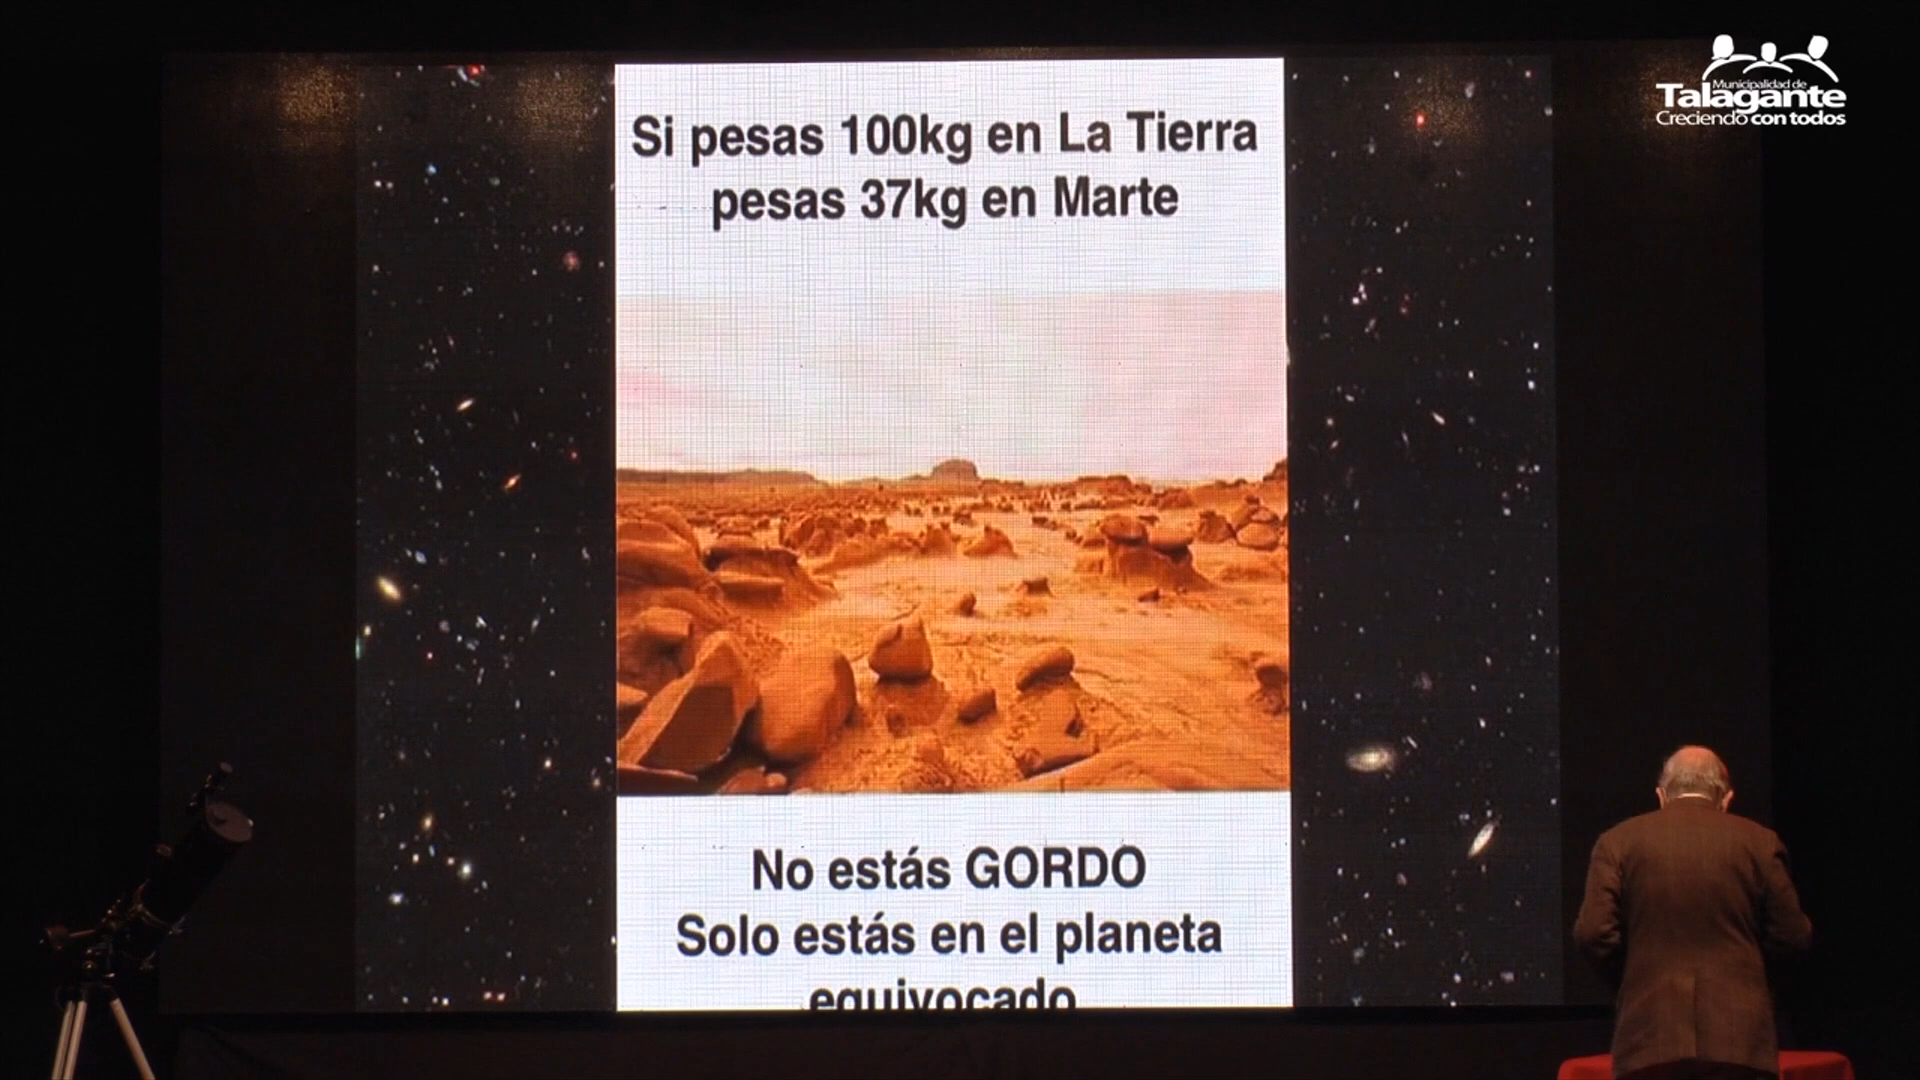 Si pesas 100kg en La Tierra
pesas 37kg en Marte
No estás GORDO
Solo estás en el planeta
equivocado
Municipalidad de
Talagante
Creciendo con todos